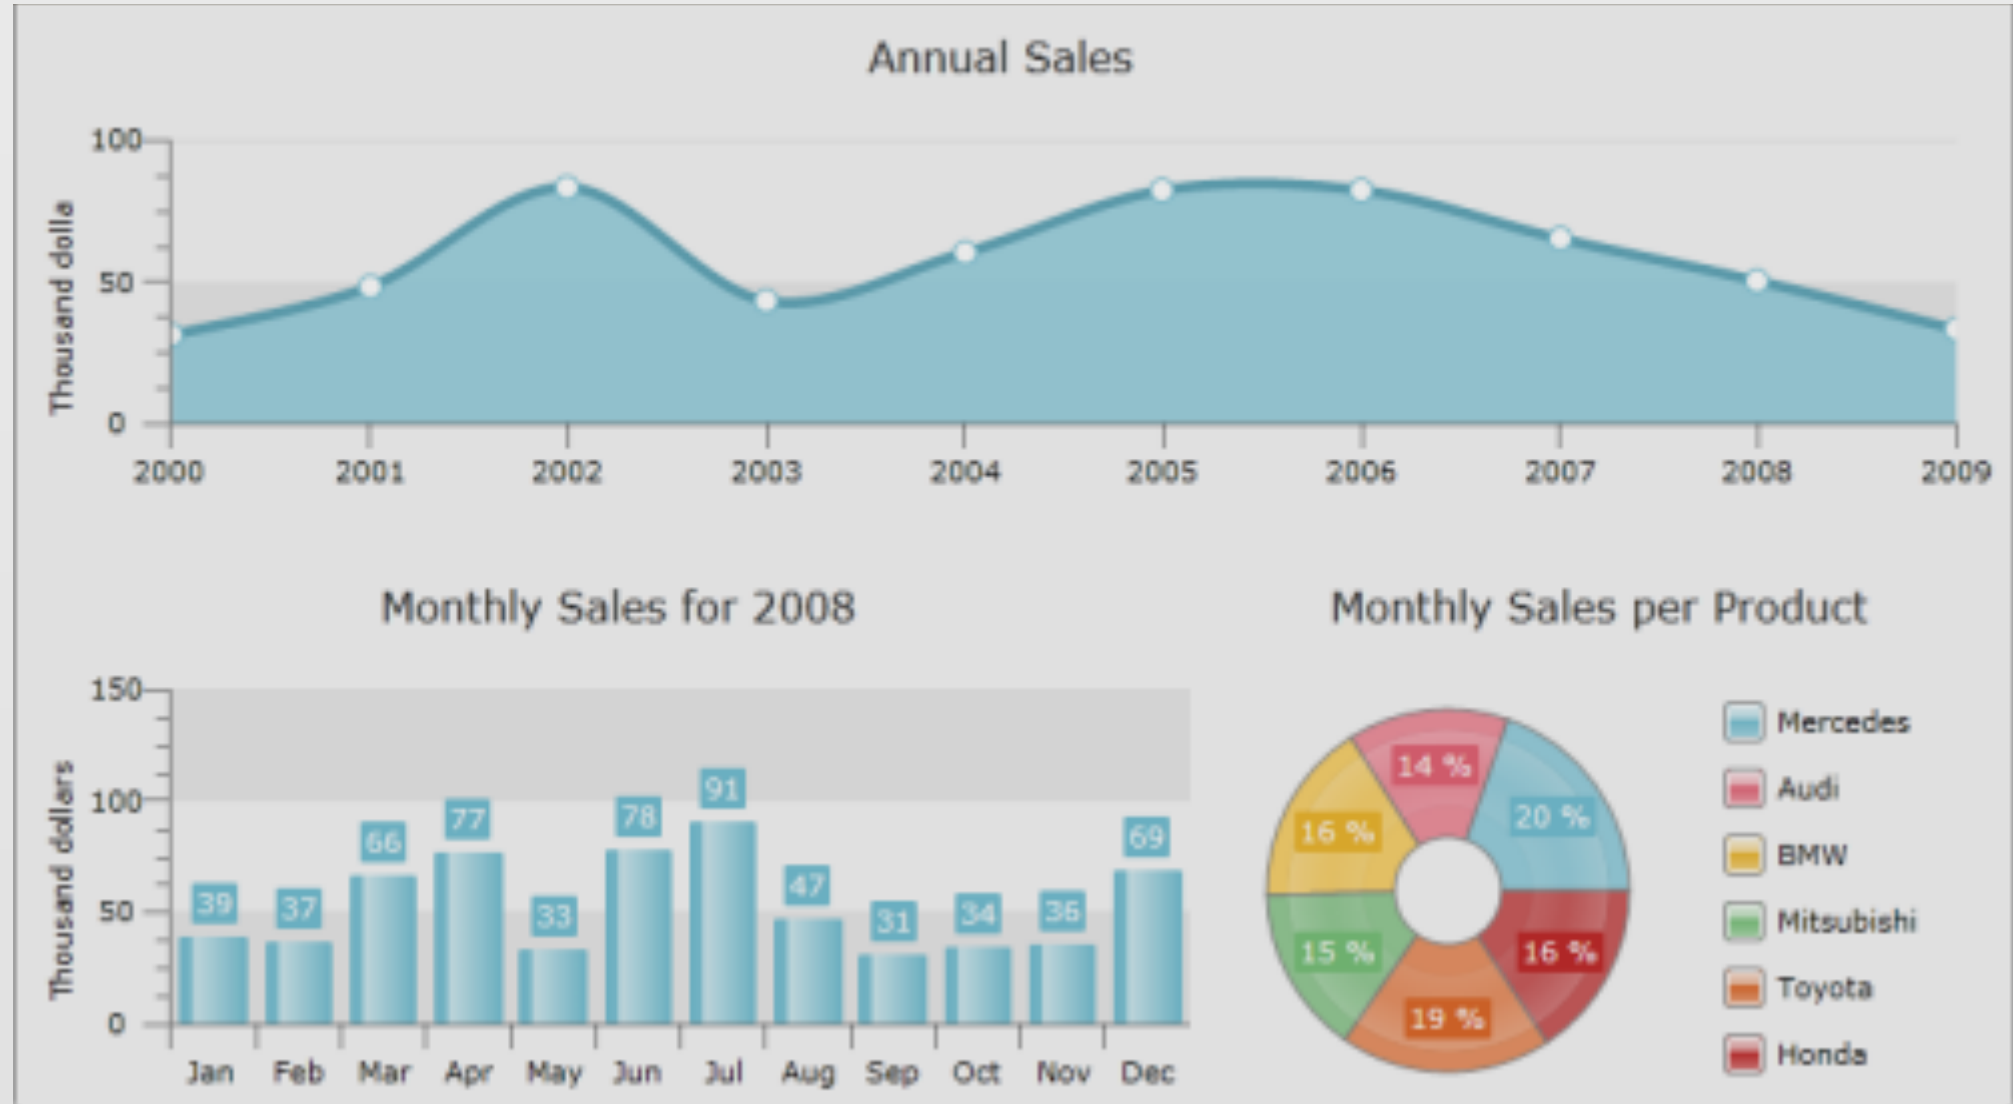 Annual Sales
Thousand dolla
100
50
0
2000 2001 2002 2003 2004 2005 2006 2007 2008 2009
Monthly Sales for 2008
Thousand dollars
150
100
50
0
39 37 66 77 33 78 91 47 31 34 36 69
Jan Feb Mar Apr May Jun Jul Aug Sep Oct Nov Dec
Monthly Sales per Product
14 %
20 %
16 %
15 %
16 %
19 %
Mercedes
Audi
BMW
Mitsubishi
Toyota
Honda